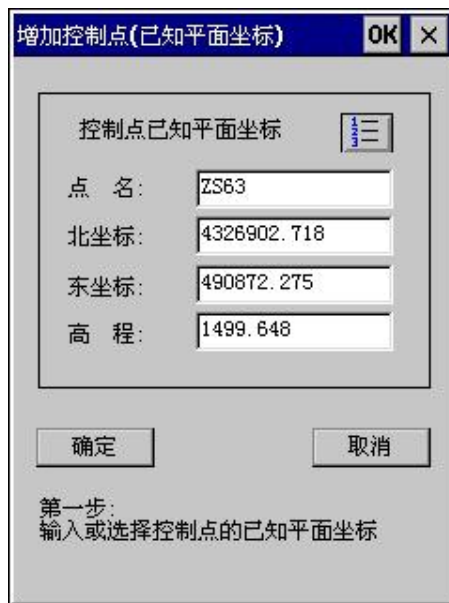 增加控制点(已知平面坐标) OK ×
控制点已知平面坐标 1 2 3
点 名: ZS63
北坐标: 4326902.718
东坐标: 490872.275
高 程: 1499.648
确定 取消
第一步:
输入或选择控制点的已知平面坐标